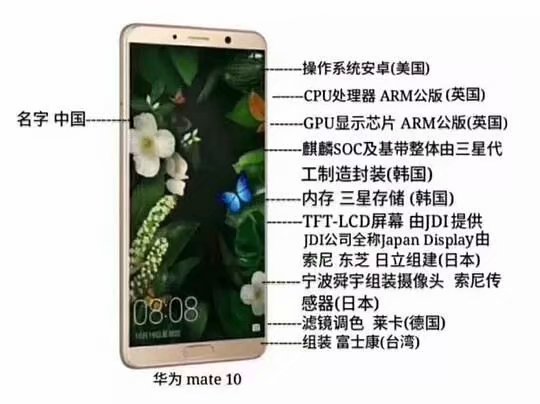 操作系统安卓(美国)
CPU处理器 ARM公版(英国)
名字 中国
GPU显示芯片 ARM公版(英国)
麒麟SOC及基带整体由三星代
工制造封装(韩国)
内存 三星存储 (韩国)
TFT-LCD屏幕 由JDI提供
JDI公司全称Japan Display由
索尼 东芝 日立组建(日本)
宁波舜宇组装摄像头 索尼传
感器(日本)
08:08
滤镜调色 莱卡(德国)
组装 富士康(台湾)
华为 mate 10